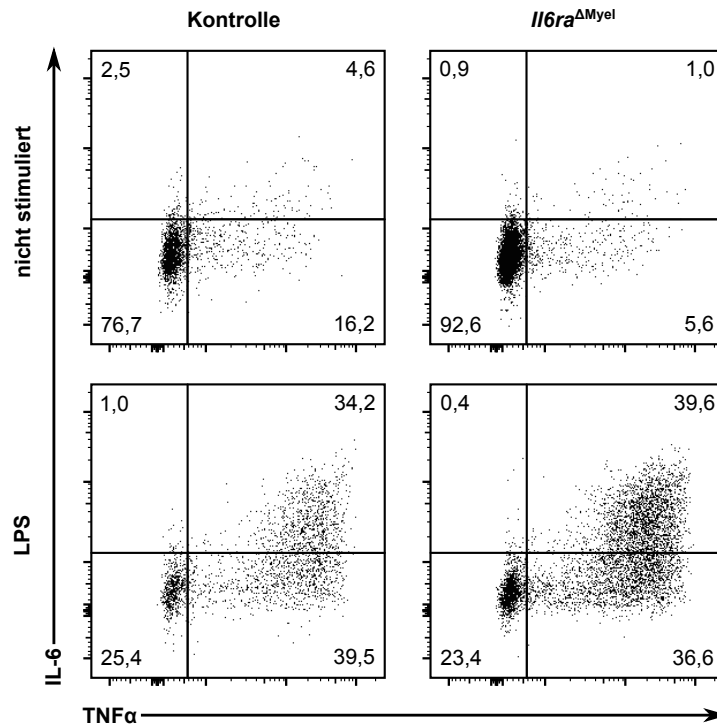 Kontrolle
Il6ra^ΔMyel
nicht stimuliert
2,5
4,6
76,7
16,2
0,9
1,0
92,6
5,6
LPS
1,0
34,2
25,4
39,5
0,4
39,6
23,4
36,6
IL-6
TNFα